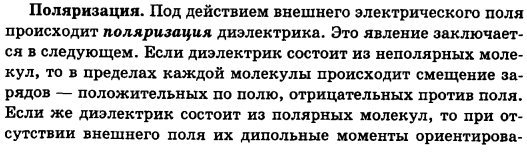 Поляризация. Под действием внешнего электрического поля
происходит поляризация диэлектрика. Это явление заключает-
ся в следующем. Если диэлектрик состоит из неполярных моле-
кул, то в пределах каждой молекулы происходит смещение за-
рядов — положительных по полю, отрицательных против поля.
Если же диэлектрик состоит из полярных молекул, то при от-
сутствии внешнего поля их дипольные моменты ориентирова-